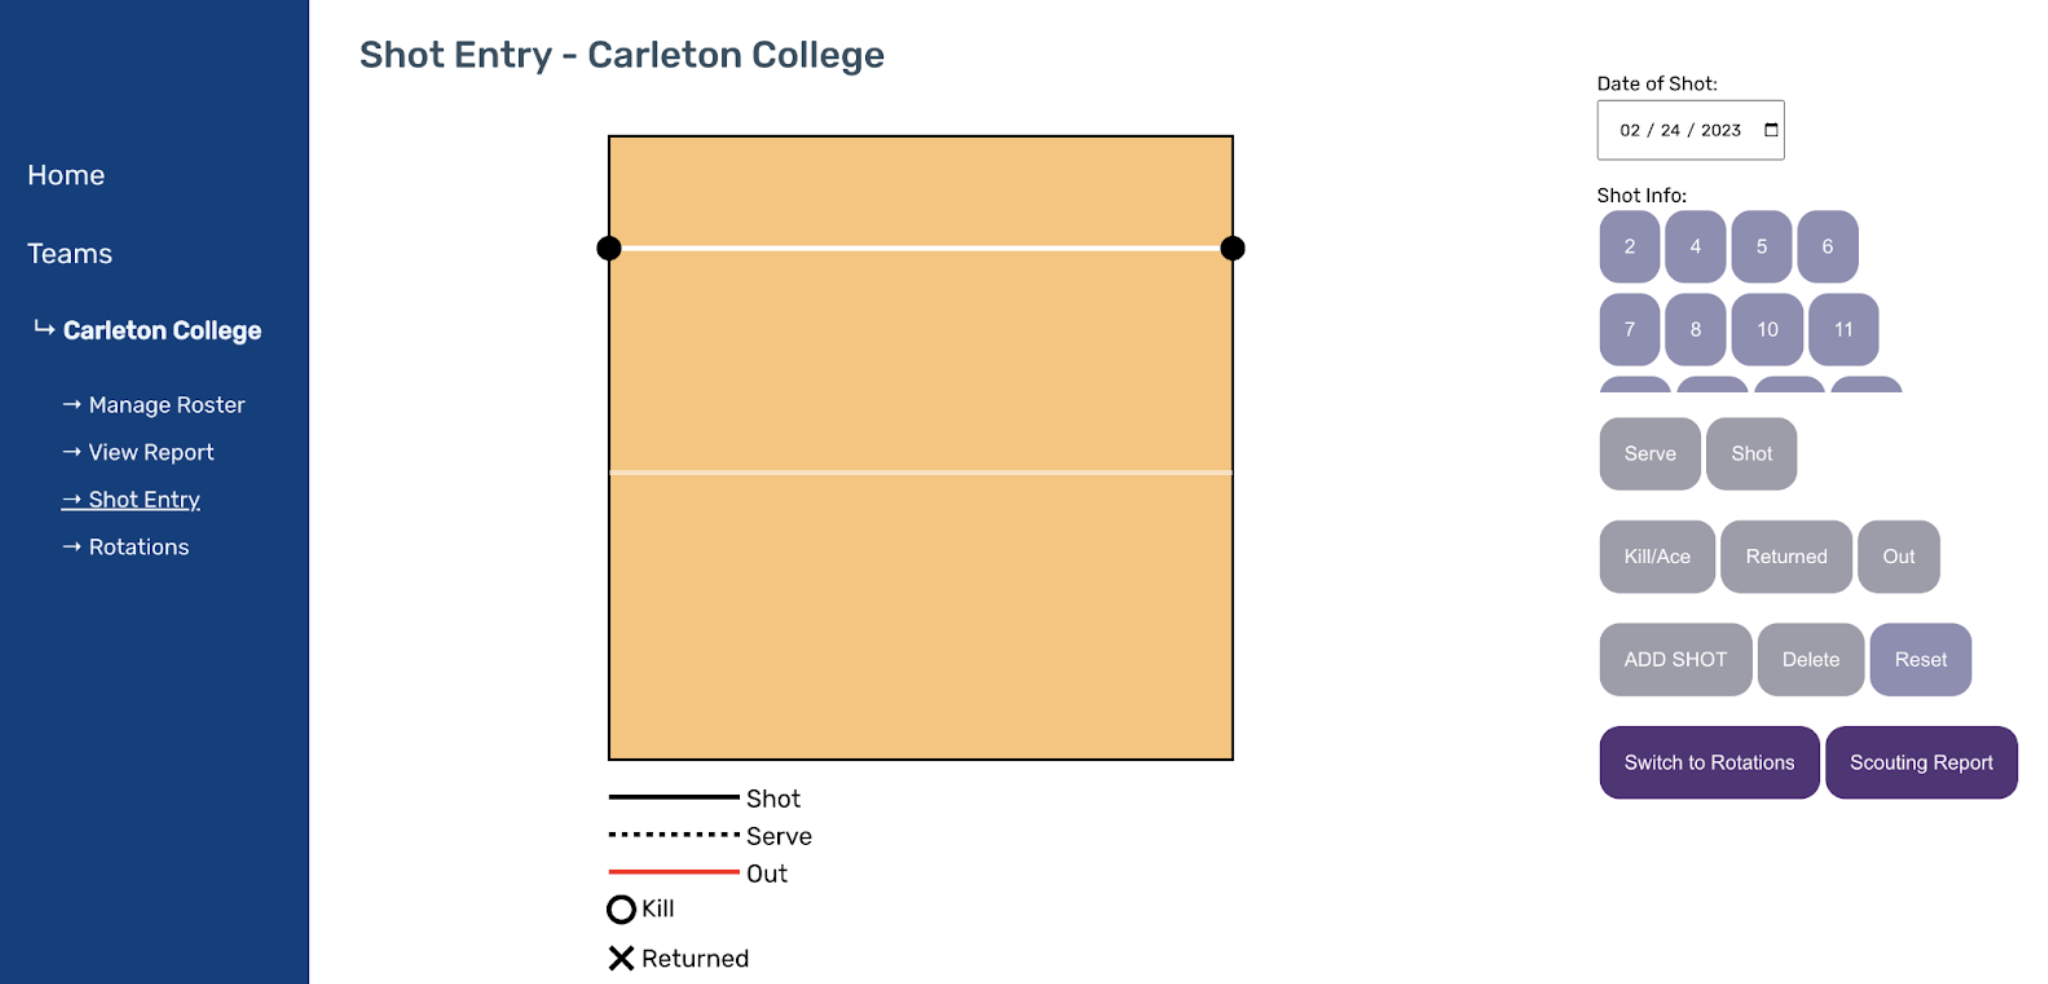 Shot Entry - Carleton College
Home
Teams
↳ Carleton College
→ Manage Roster
→ View Report
→ Shot Entry
→ Rotations
Shot
Serve
Out
Kill
Returned
Date of Shot:
02 / 24 / 2023
Shot Info:
2 4 5 6
7 8 10 11
Serve Shot
Kill/Ace Returned Out
ADD SHOT Delete Reset
Switch to Rotations Scouting Report